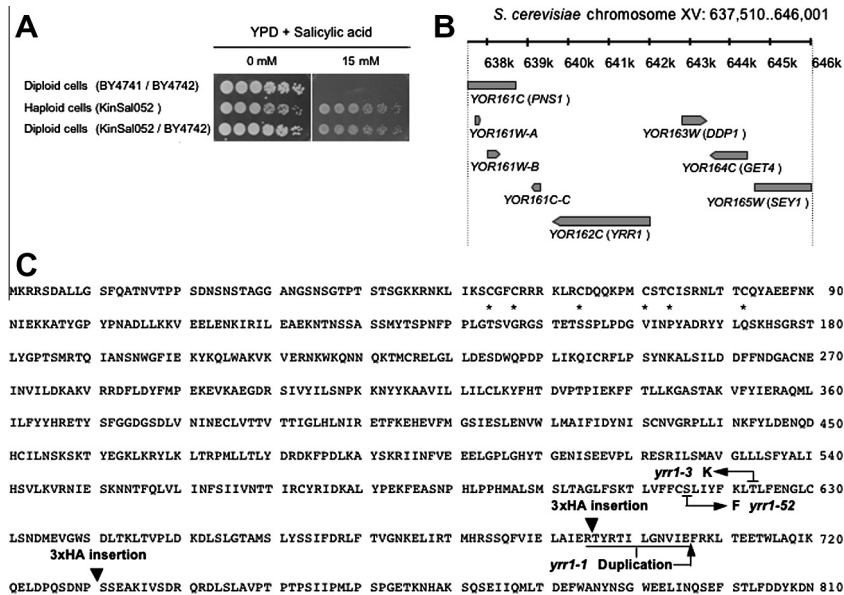 A
YPD + Salicylic acid
0 mM 15 mM
Diploid cells (BY4741 / BY4742)
Haploid cells (KinSal052 )
Diploid cells (KinSal052 / BY4742)
B
S. cerevisiae chromosome XV: 637,510..646,001
638k 639k 640k 641k 642k 643k 644k 645k 646k
YOR161C (PNS1 )
YOR161W-A YOR163W (DDP1 )
YOR161W-B YOR164C (GET4 )
YOR161C-C YOR165W (SEY1 )
YOR162C (YRR1 )
C
MKRRSDALLG SFQATNVTPP SDNSNSTAGG ANGSNSGTPT STSGKKRNKL IKSCGFCRRR KLRCDQQKPM CSTCISRNLT TCQYAEEFNK 90
* * * * * *
NIEKKATYGP YPNADLLKKV EELENKIRIL EAEKNTNSSA SSMYTSPNFP PLGTSVGRGS TETSSPLPDG VINPYADRYY LQSKHSGRST 180
LYGPTSMRTQ IANSNWGFIE KYKQLWAKVK VERNKWKQNN QKTMCRELGL LDESDWQPDP LIKQICRFLP SYNKALSILD DFFNDGACNE 270
INVILDKAKV RRDFLDYFMP EKEVKAEGDR SIVYILSNPK KNYYKAAVIL LILCLKYFHT DVPTPIEKFF TLLKGASTAK VFYIERAQML 360
ILFYYHRETY SFGGDGSDLV NINECLVTTV TTIGLHLNIR ETFKEHEVFM GSIESLENVW LMAIFIDYNI SCNVGRPLLI NKFYLDENQD 450
HCILNSKSKT YEGKLKRYLK LTRPMLLTLY DRDKFPDLKA YSKRIINFVE EELGPLGHYT GENISEEVPL RESRILSMAV GLLLSFYALI 540
yrr1-3 K
HSVLKVRNIE SKNNTFQLVL INFSIIVNTT IRCYRIDKAL YPEKFEASNP HLPPHMALSM SLTAGLFSKT LVFFCSLIYF KLTLFENGLC 630
F yrr1-52
3xHA insertion
LSNDMEVGWS DLTKLTVPLD KDLSLGTAMS LYSSIFDRLF TVGNKELIRT MHRSSQFVIE LAIERTYRTI LGNVIEFRKL TEETWLAQIK 720
3xHA insertion yrr1-1 Duplication
QELDPQSDNP SSEAKIVSDR QRDLSLAVPT PTPSIIPMLP SPGETKNHAK SQSEIIQMLT DEFWANYNSG WEELINQSEF STLFDDYKDN 810